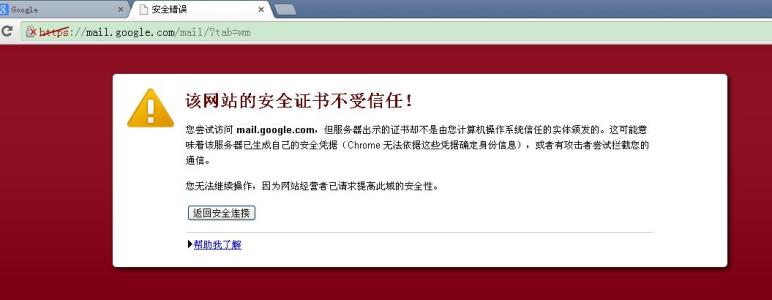 Google
安全错误
https://mail.google.com/mail/?tab=wm
该网站的安全证书不受信任！
您尝试访问 mail.google.com，但服务器出示的证书却不是由您计算机操作系统信任的实体颁发的。这可能意
味着该服务器已生成自己的安全凭据（Chrome 无法依据这些凭据确定身份信息），或者有攻击者尝试拦截您的
通信。
您无法继续操作，因为网站经营者已请求提高此域的安全性。
返回安全连接
帮助我了解